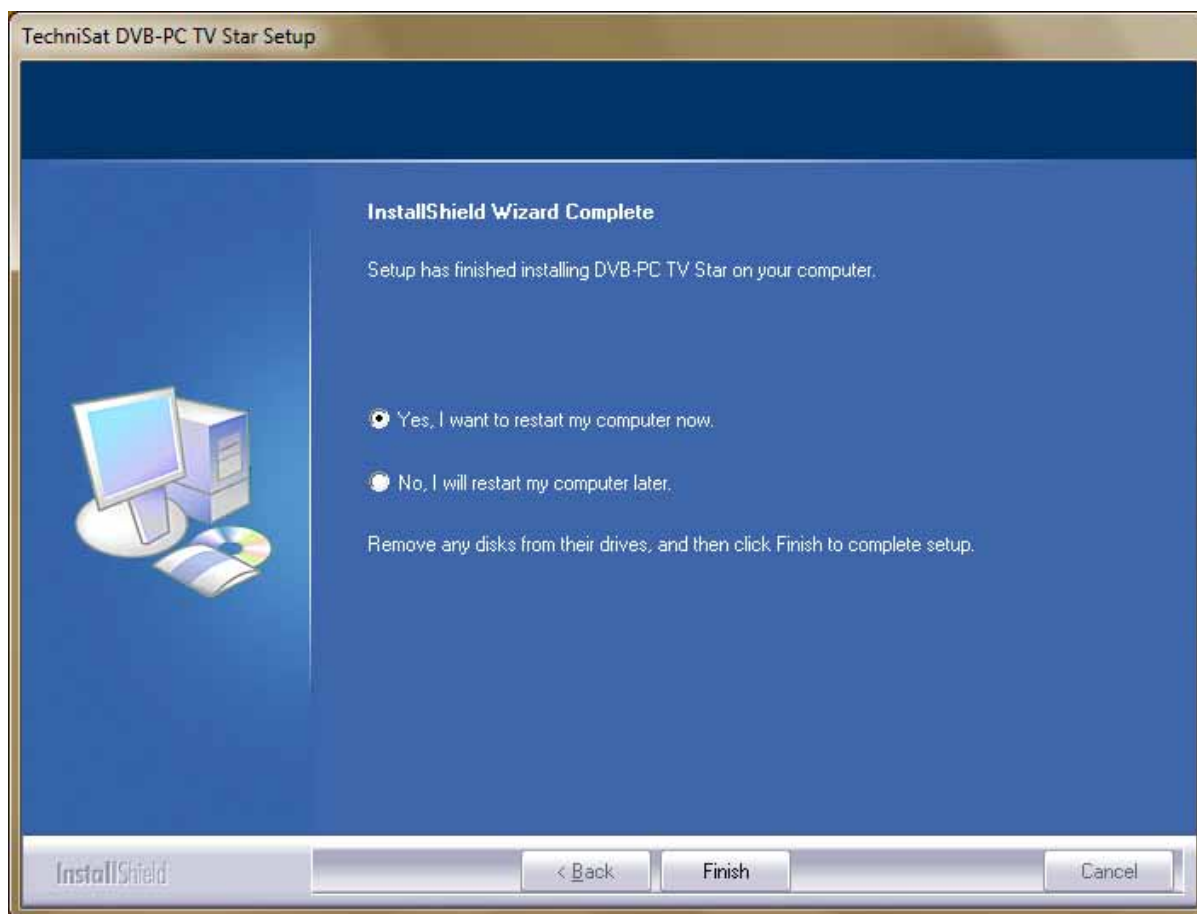 TechniSat DVB-PC TV Star Setup
InstallShield Wizard Complete
Setup has finished installing DVB-PC TV Star on your computer.
Yes, I want to restart my computer now.
No, I will restart my computer later.
Remove any disks from their drives, and then click Finish to complete setup.
InstallShield
< Back
Finish
Cancel